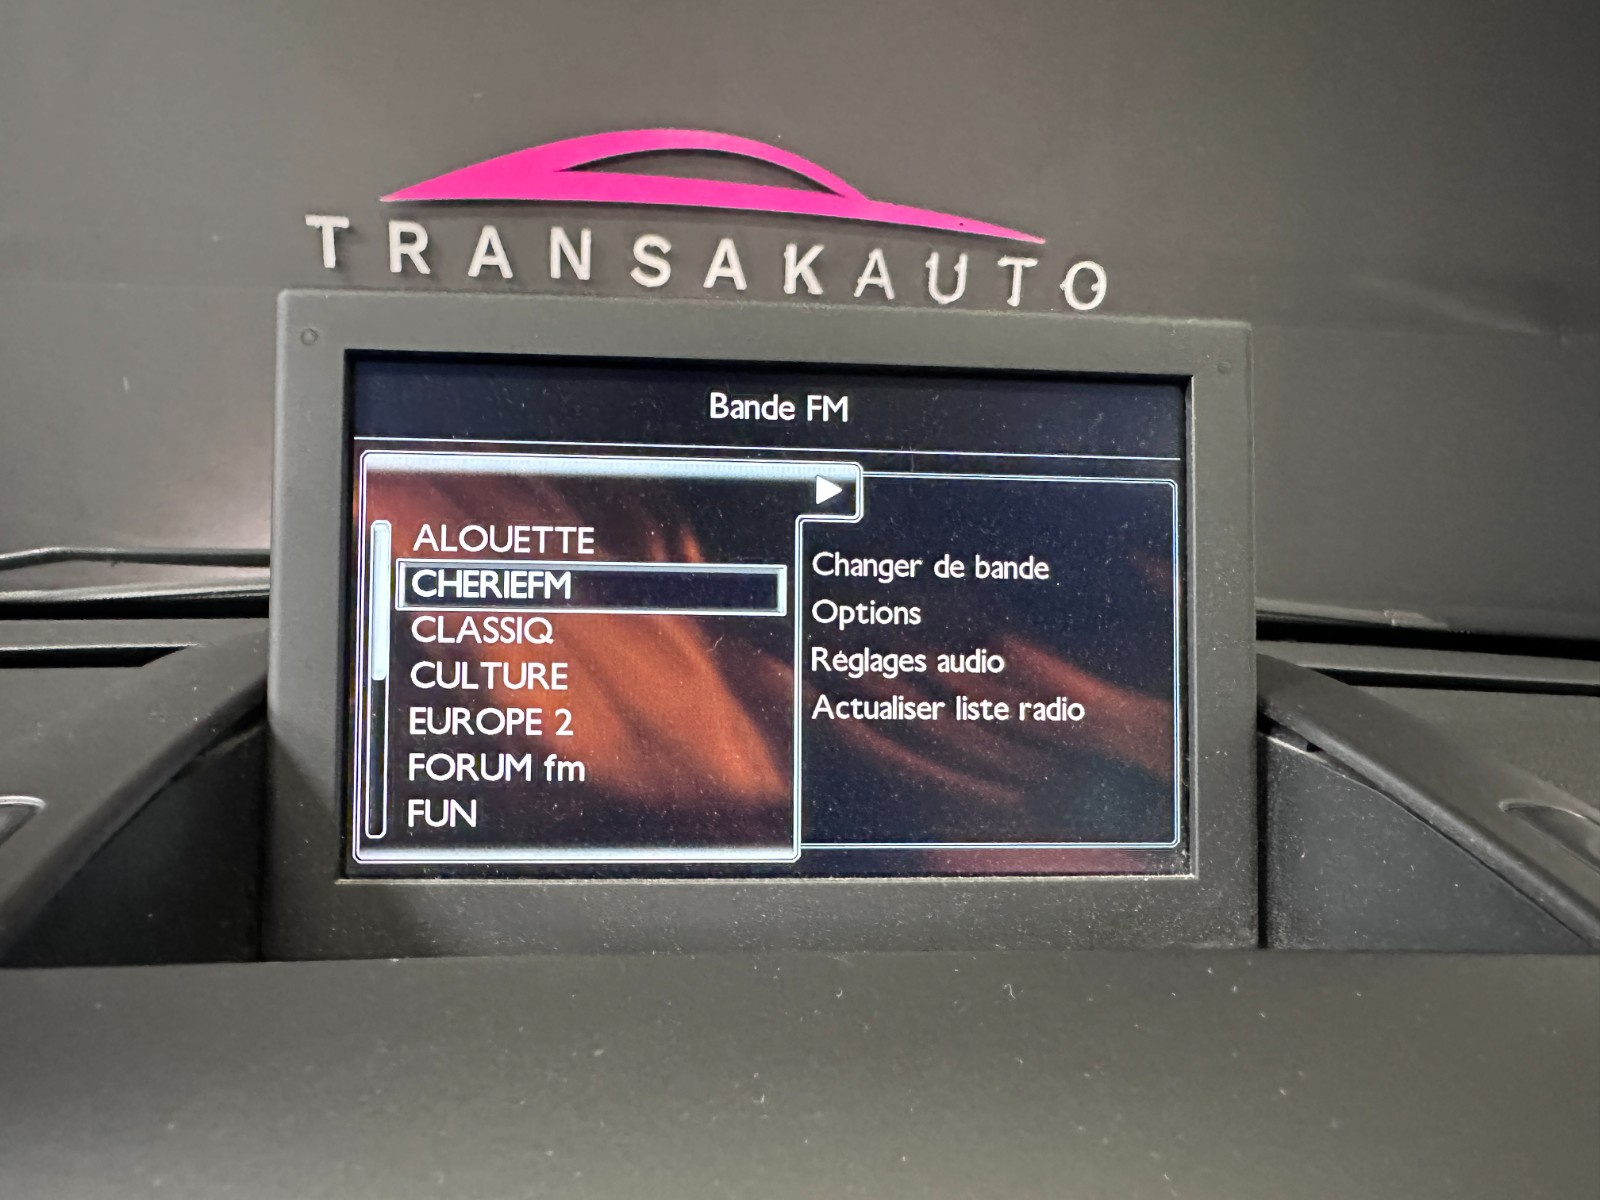 TRANSAKAUTO
Bande FM
ALOUETTE
CHERIEFM
CLASSIQ
CULTURE
EUROPE 2
FORUM fm
FUN
Changer de bande
Options
Réglages audio
Actualiser liste radio